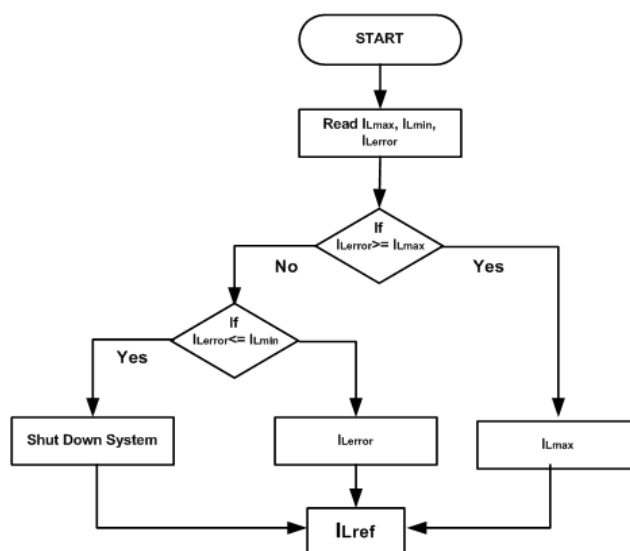 START
Read ILmax, ILmin,
ILerror
If
ILerror>= ILmax
No
Yes
If
ILerror<= ILmin
Yes
Shut Down System
ILerror
ILmax
ILref